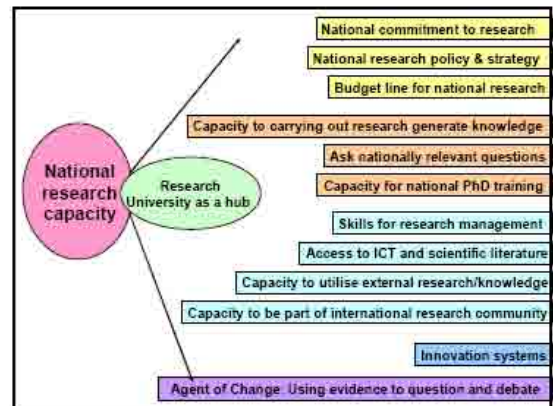 National commitment to research
National research policy & strategy
Budget line for national research
Capacity to carrying out research generate knowledge
Ask nationally relevant questions
Capacity for national PhD training
National
research
capacity
Research
University as a hub
Skills for research management
Access to ICT and scientific literature
Capacity to utilise external research/knowledge
Capacity to be part of international research community
Innovation systems
Agent of Change: Using evidence to question and debate